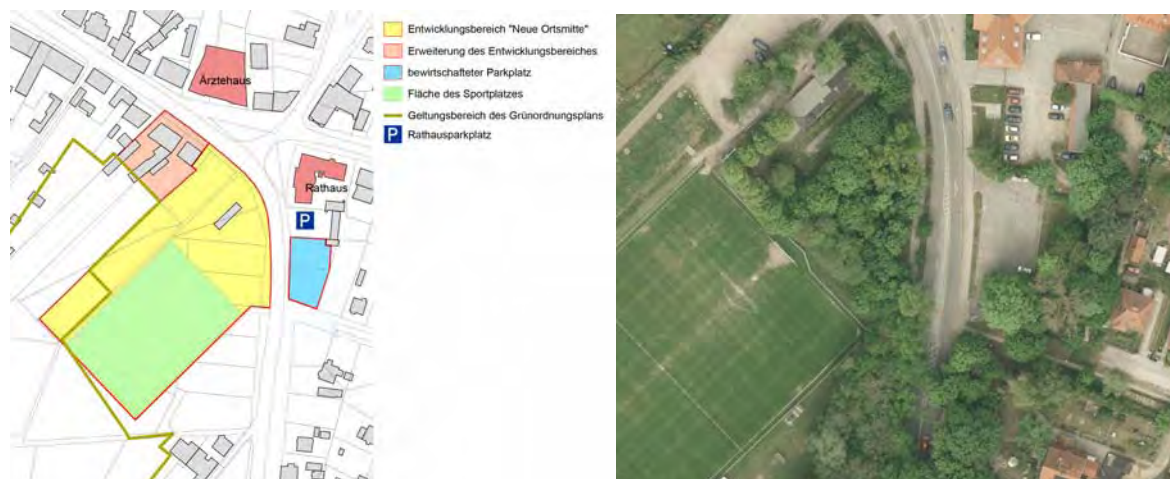 Ärztehaus
Rathaus
P
Entwicklungsbereich "Neue Ortsmitte"
Erweiterung des Entwicklungsbereiches
bewirtschafteter Parkplatz
Fläche des Sportplatzes
Geltungsbereich des Grünordnungsplans
P Rathausparkplatz